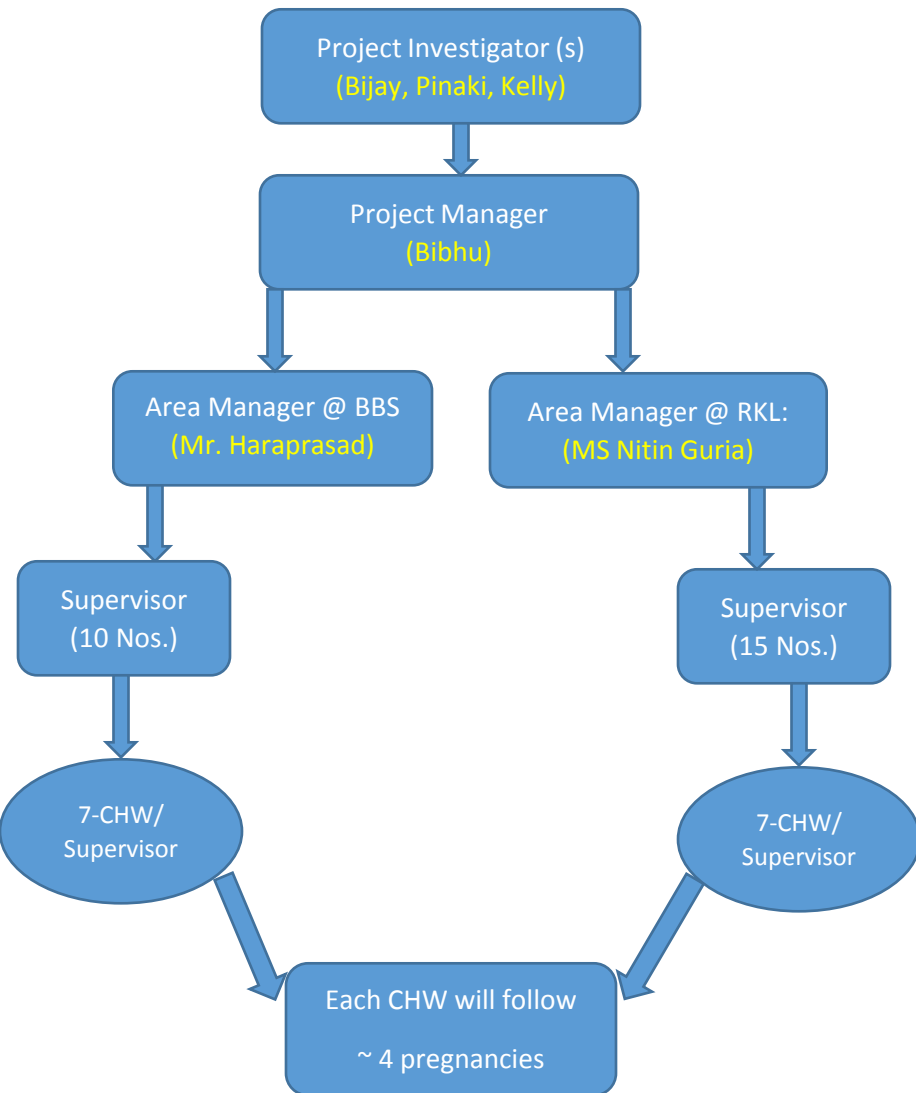 Project Investigator (s)
(Bijay, Pinaki, Kelly)
Project Manager
(Bibhu)
Area Manager @ BBS
(Mr. Haraprasad)
Area Manager @ RKL:
(MS Nitin Guria)
Supervisor
(10 Nos.)
Supervisor
(15 Nos.)
7-CHW/
Supervisor
7-CHW/
Supervisor
Each CHW will follow
~ 4 pregnancies